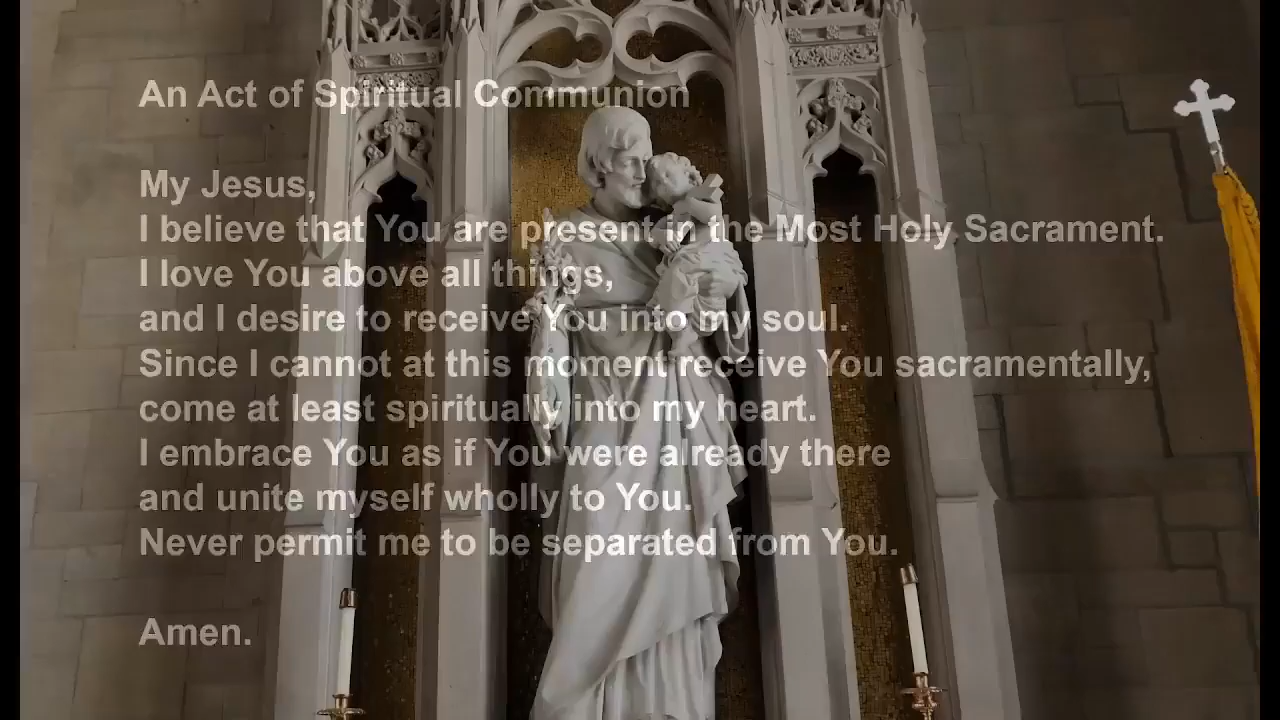 An Act of Spiritual Communion
My Jesus,
I believe that You are present in the Most Holy Sacrament.
I love You above all things,
and I desire to receive You into my soul.
Since I cannot at this moment receive You sacramentally,
come at least spiritually into my heart.
I embrace You as if You were already there
and unite myself wholly to You.
Never permit me to be separated from You.
Amen.